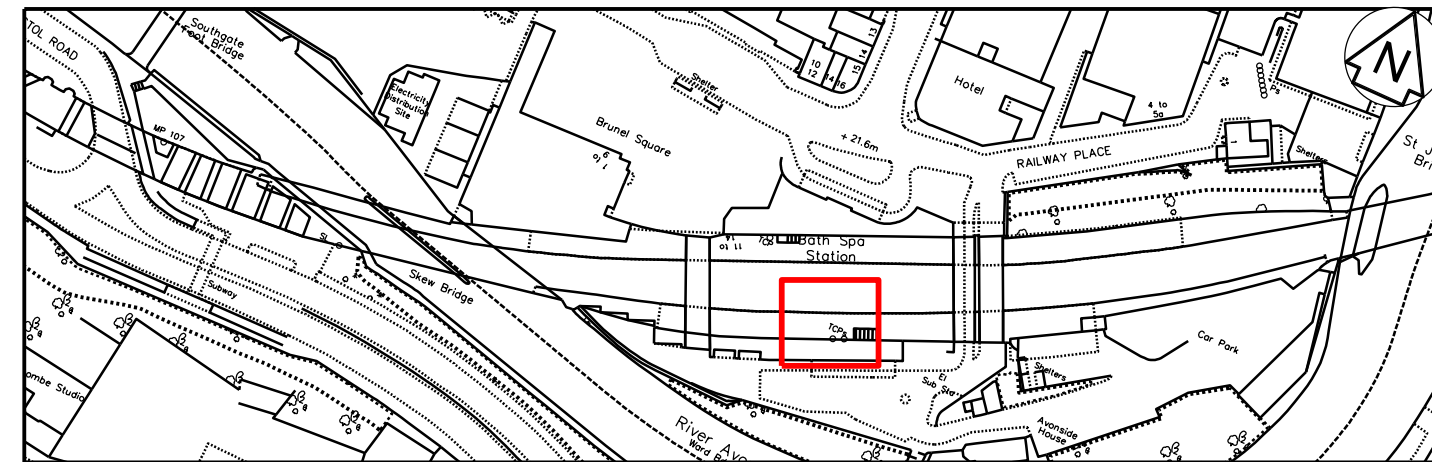 TOL ROAD
Southgate
Foot Bridge
MP 107
Electricity
Distribution
Site
Shelter
Brunel Square
9
to
10
12
14
16
15
14
13
Hotel
+ 21.6m
4 to
5a
RAILWAY PLACE
Shelters
St J
Bri
N
SL
Subway
Skew Bridge
Bath Spa
Station
TCPs
El
Sub Sta
Shelters
Car Park
Avonside
House
River Avo
Ward B
ombe Studio